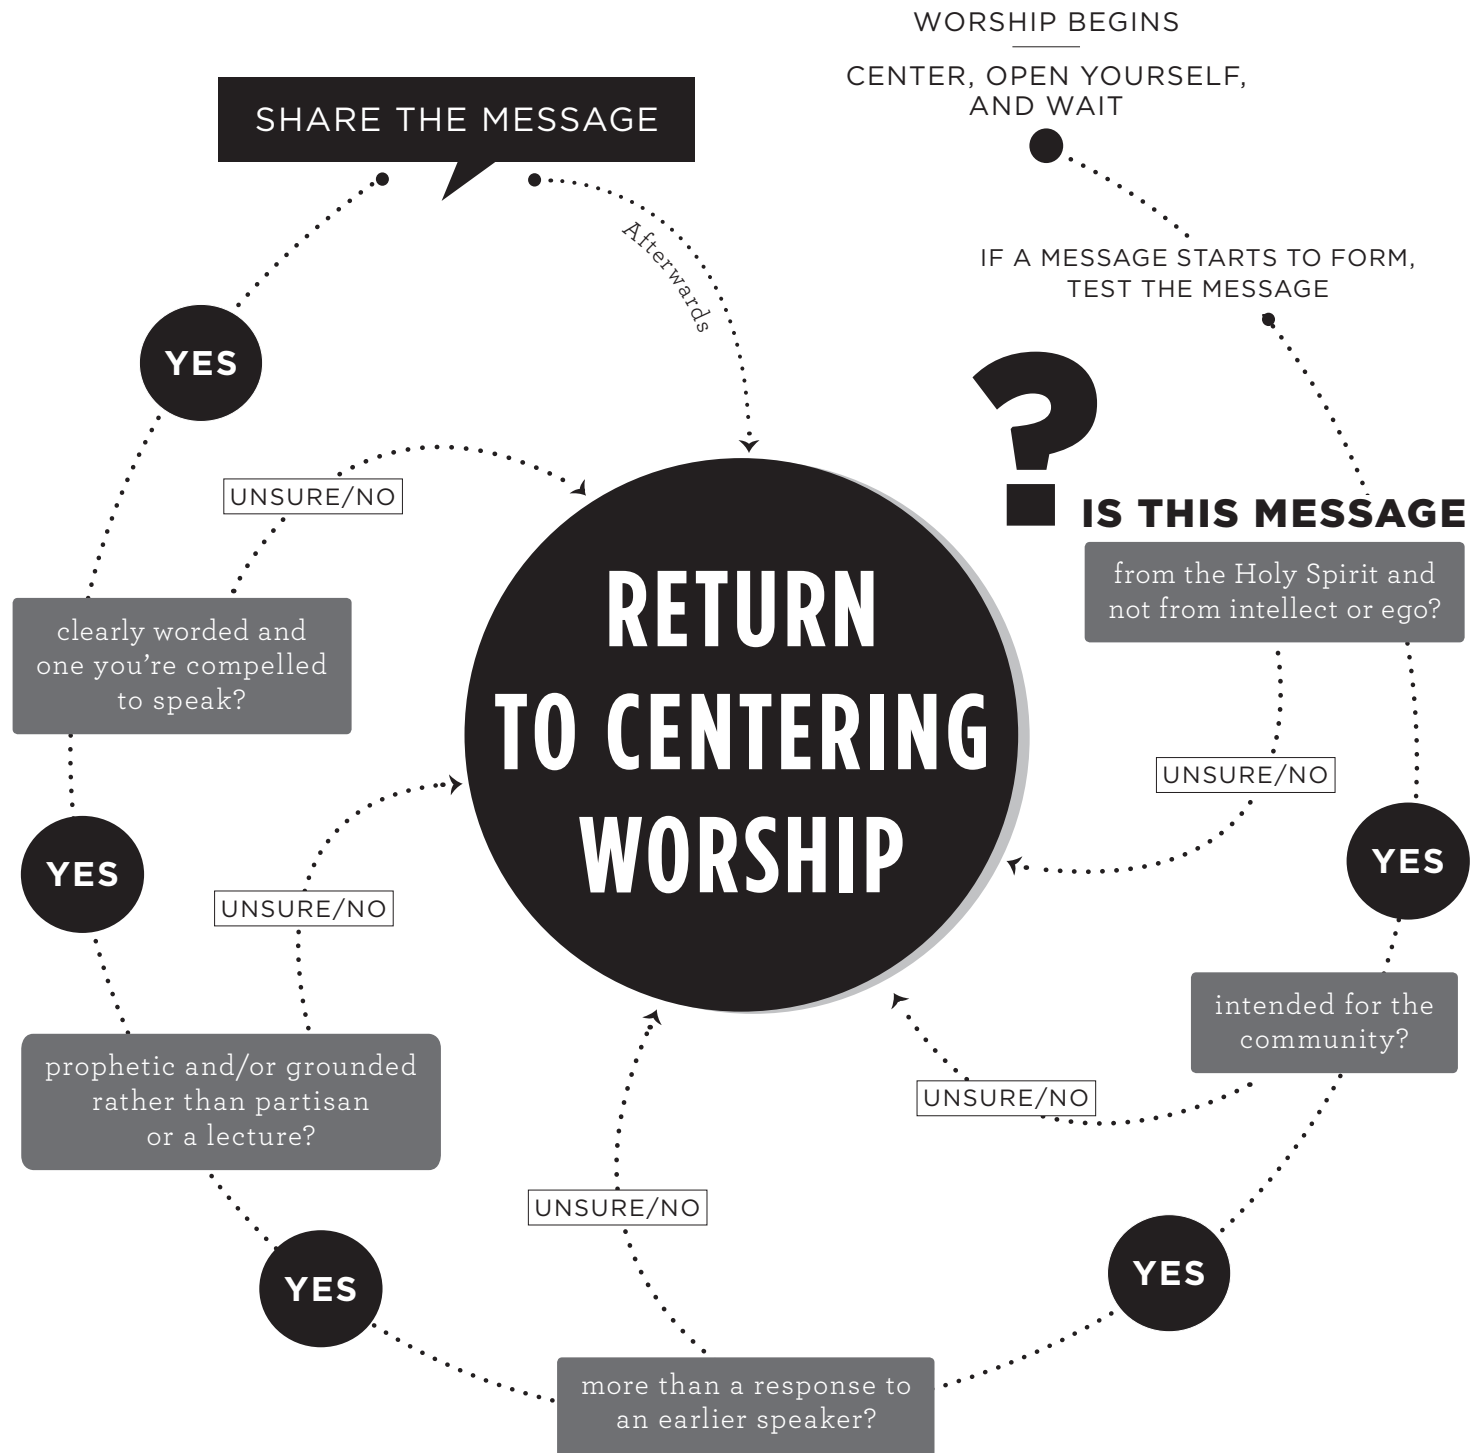 WORSHIP BEGINS
CENTER, OPEN YOURSELF,
AND WAIT
IF A MESSAGE STARTS TO FORM,
TEST THE MESSAGE
?
IS THIS MESSAGE
from the Holy Spirit and
not from intellect or ego?
UNSURE/NO
YES
intended for the
community?
UNSURE/NO
YES
more than a response to
an earlier speaker?
UNSURE/NO
YES
prophetic and/or grounded
rather than partisan
or a lecture?
UNSURE/NO
YES
clearly worded and
one you're compelled
to speak?
UNSURE/NO
YES
SHARE THE MESSAGE
Afterwards
RETURN
TO CENTERING
WORSHIP